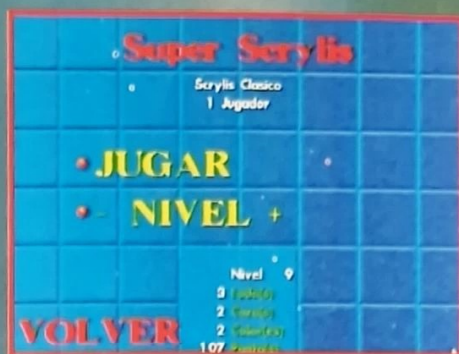 Super Scrylis
Scrylis Clasico
1 Jugador
JUGAR
- NIVEL +
Nivel 9
3
2
2
107
VOLVER